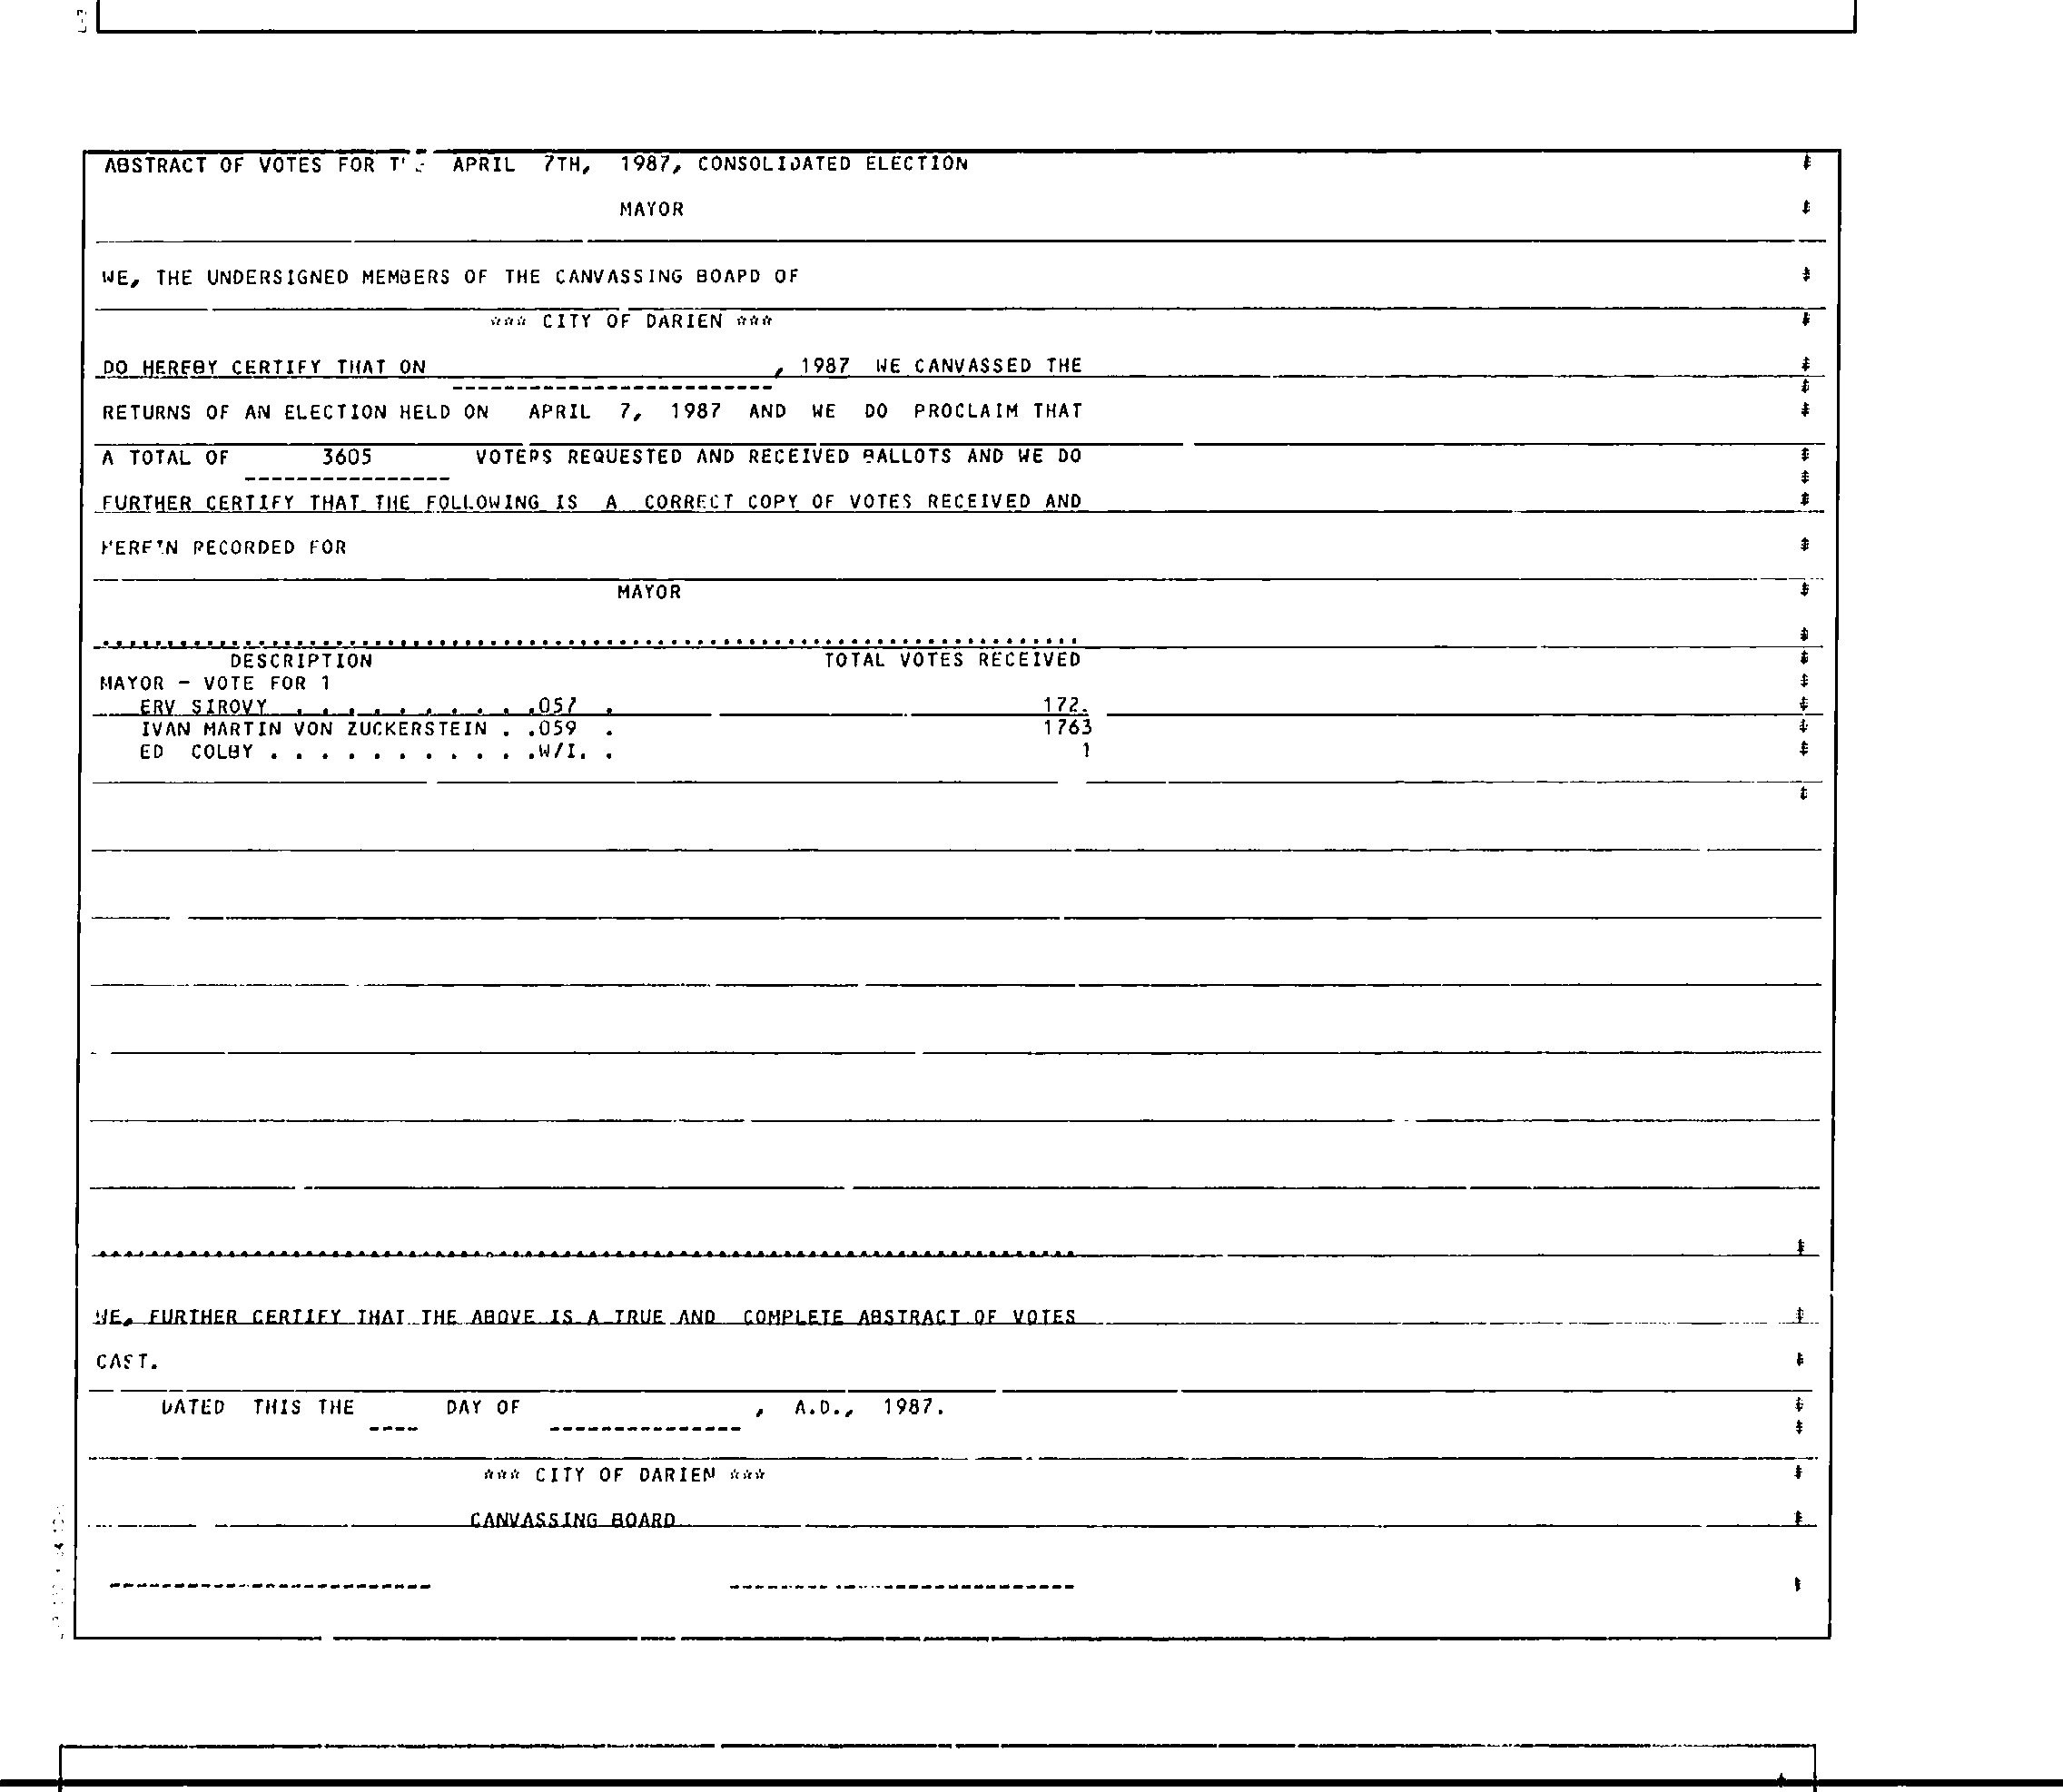 ABSTRACT OF VOTES FOR APRIL 7TH, 1987, CONSOLIDATED ELECTION
MAYOR
WE, THE UNDERSIGNED MEMBERS OF THE CANVASSING BOARD OF
*** CITY OF DARIEN ***
DO HEREBY CERTIFY THAT ON , 1987 WE CANVASSED THE
RETURNS OF AN ELECTION HELD ON APRIL 7, 1987 AND WE DO PROCLAIM THAT
A TOTAL OF 3605 VOTERS REQUESTED AND RECEIVED BALLOTS AND WE DO
FURTHER CERTIFY THAT THE FOLLOWING IS A CORRECT COPY OF VOTES RECEIVED AND
HEREIN RECORDED FOR
MAYOR
DESCRIPTION TOTAL VOTES RECEIVED
MAYOR - VOTE FOR 1
ERV SIROVY . . . . . . . . . .057 .
IVAN MARTIN VON ZUCKERSTEIN . .059 . 1763
ED COLBY . . . . . . . . . . .W/I. . 1
WE, FURTHER CERTIFY THAT THE ABOVE IS A TRUE AND COMPLETE ABSTRACT OF VOTES
CAST.
DATED THIS THE ---- DAY OF ---------------, A.D., 1987.
*** CITY OF DARIEN ***
CANVASSING BOARD